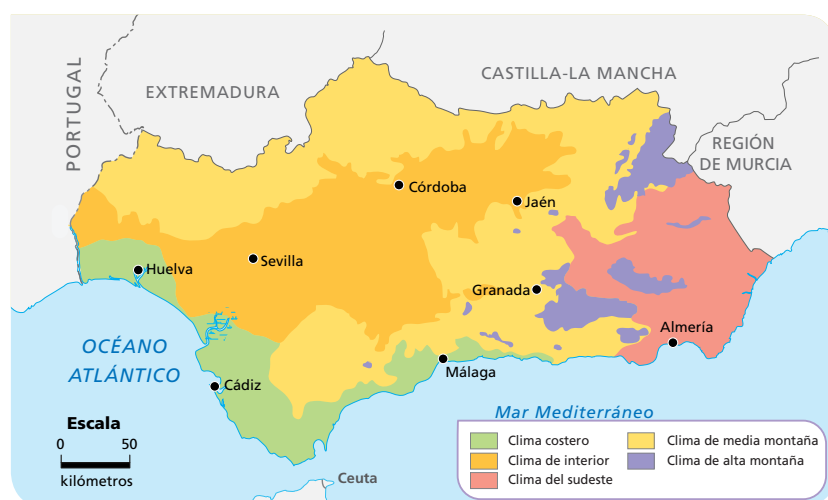 CASTILLA-LA MANCHA
EXTREMADURA
PORTUGAL
REGIÓN
DE MURCIA
Córdoba
Jaén
Sevilla
Huelva
Granada
Almería
OCÉANO
ATLÁNTICO
Málaga
Cádiz
Mar Mediterráneo
Escala
0 50
kilómetros
Ceuta
Clima costero
Clima de interior
Clima del sudeste
Clima de media montaña
Clima de alta montaña